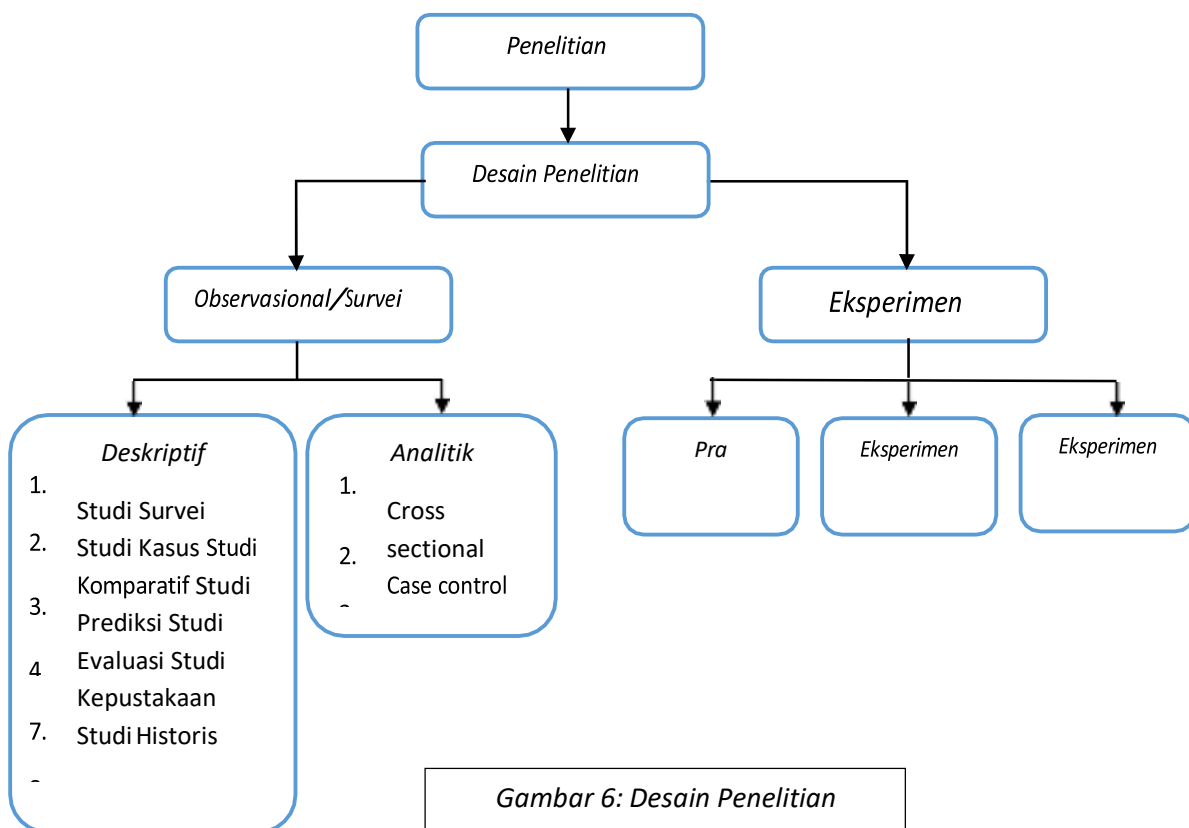 Penelitian
Desain Penelitian
Observasional/Survei
Eksperimen
Deskriptif
1.
Studi Survei
2.
Studi Kasus Studi
Komparatif Studi
3.
Prediksi Studi
4
Evaluasi Studi
Kepustakaan
7.
Studi Historis
Analitik
1.
Cross
sectional
2.
Case control
Pra
Eksperimen
Eksperimen
Gambar 6: Desain Penelitian